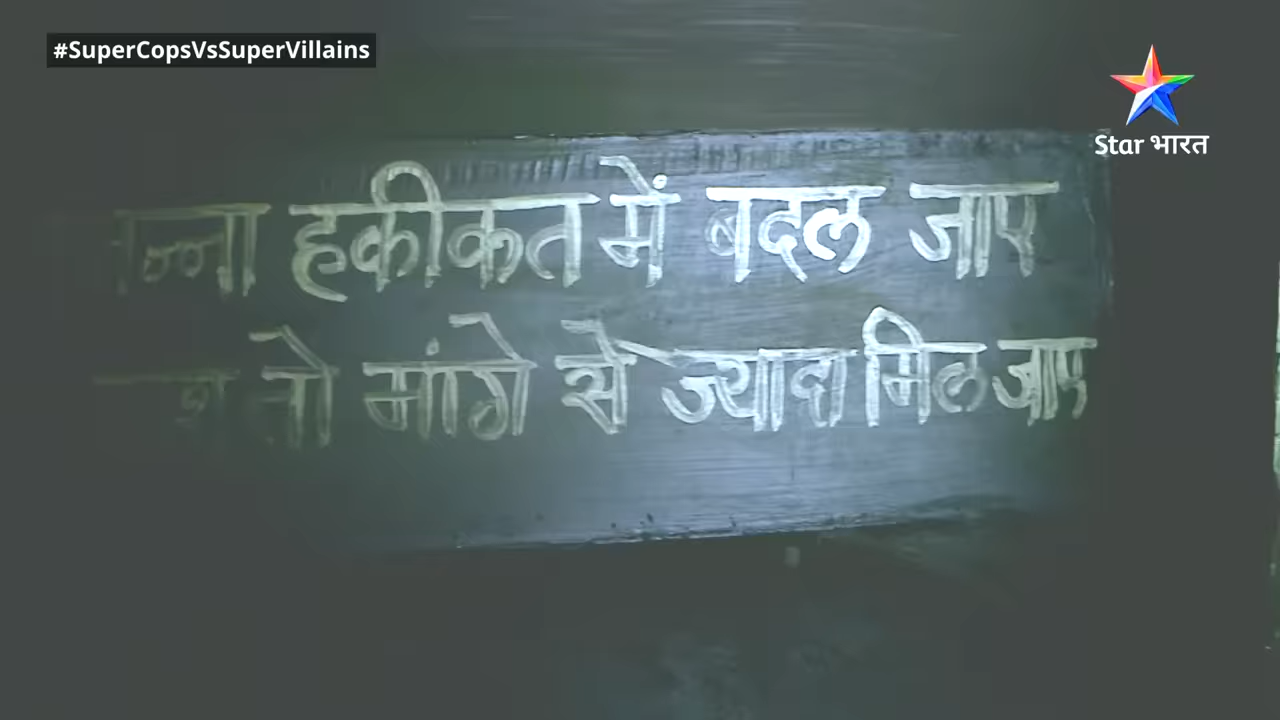 #SuperCopsVsSuperVillains
Star भारत
हकीकत में बदल जाए
तो मांगे से ज्यादा मिल जाए